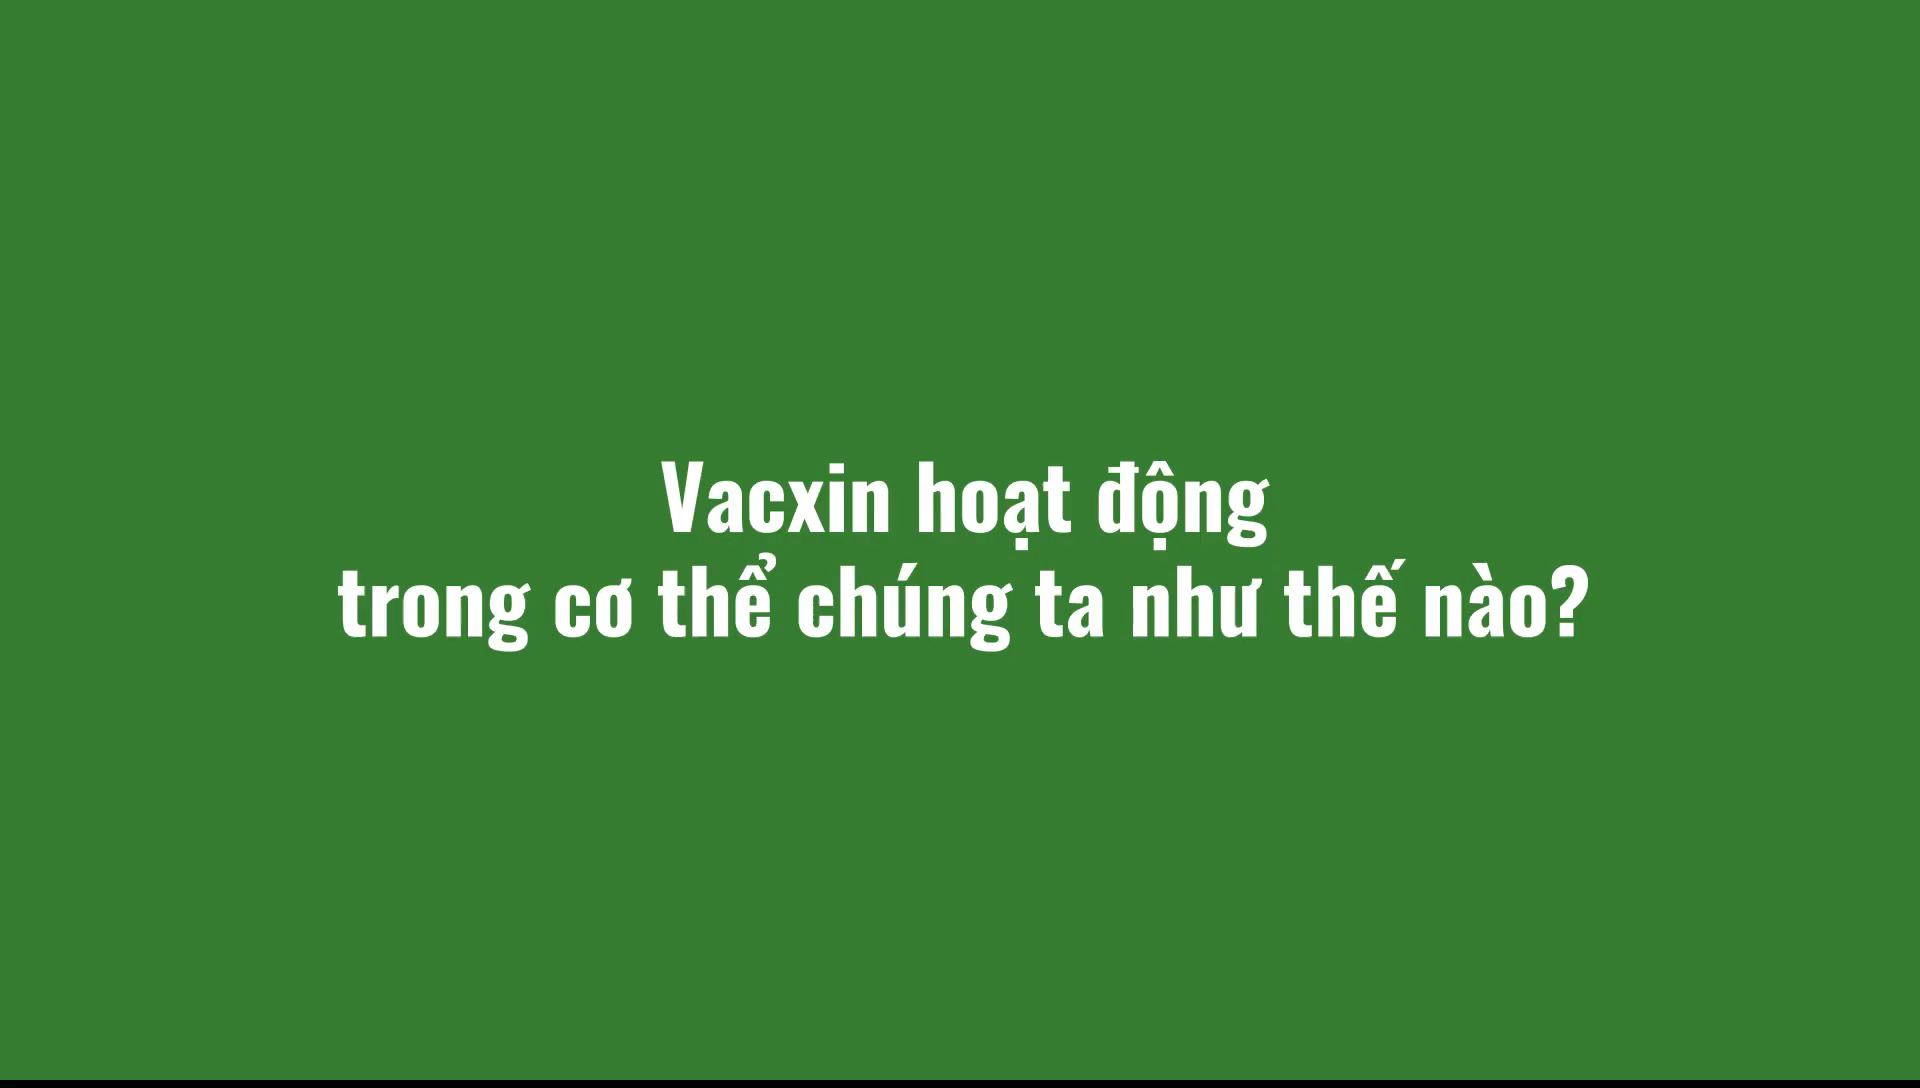 Vacxin hoạt động
trong cơ thể chúng ta như thế nào?